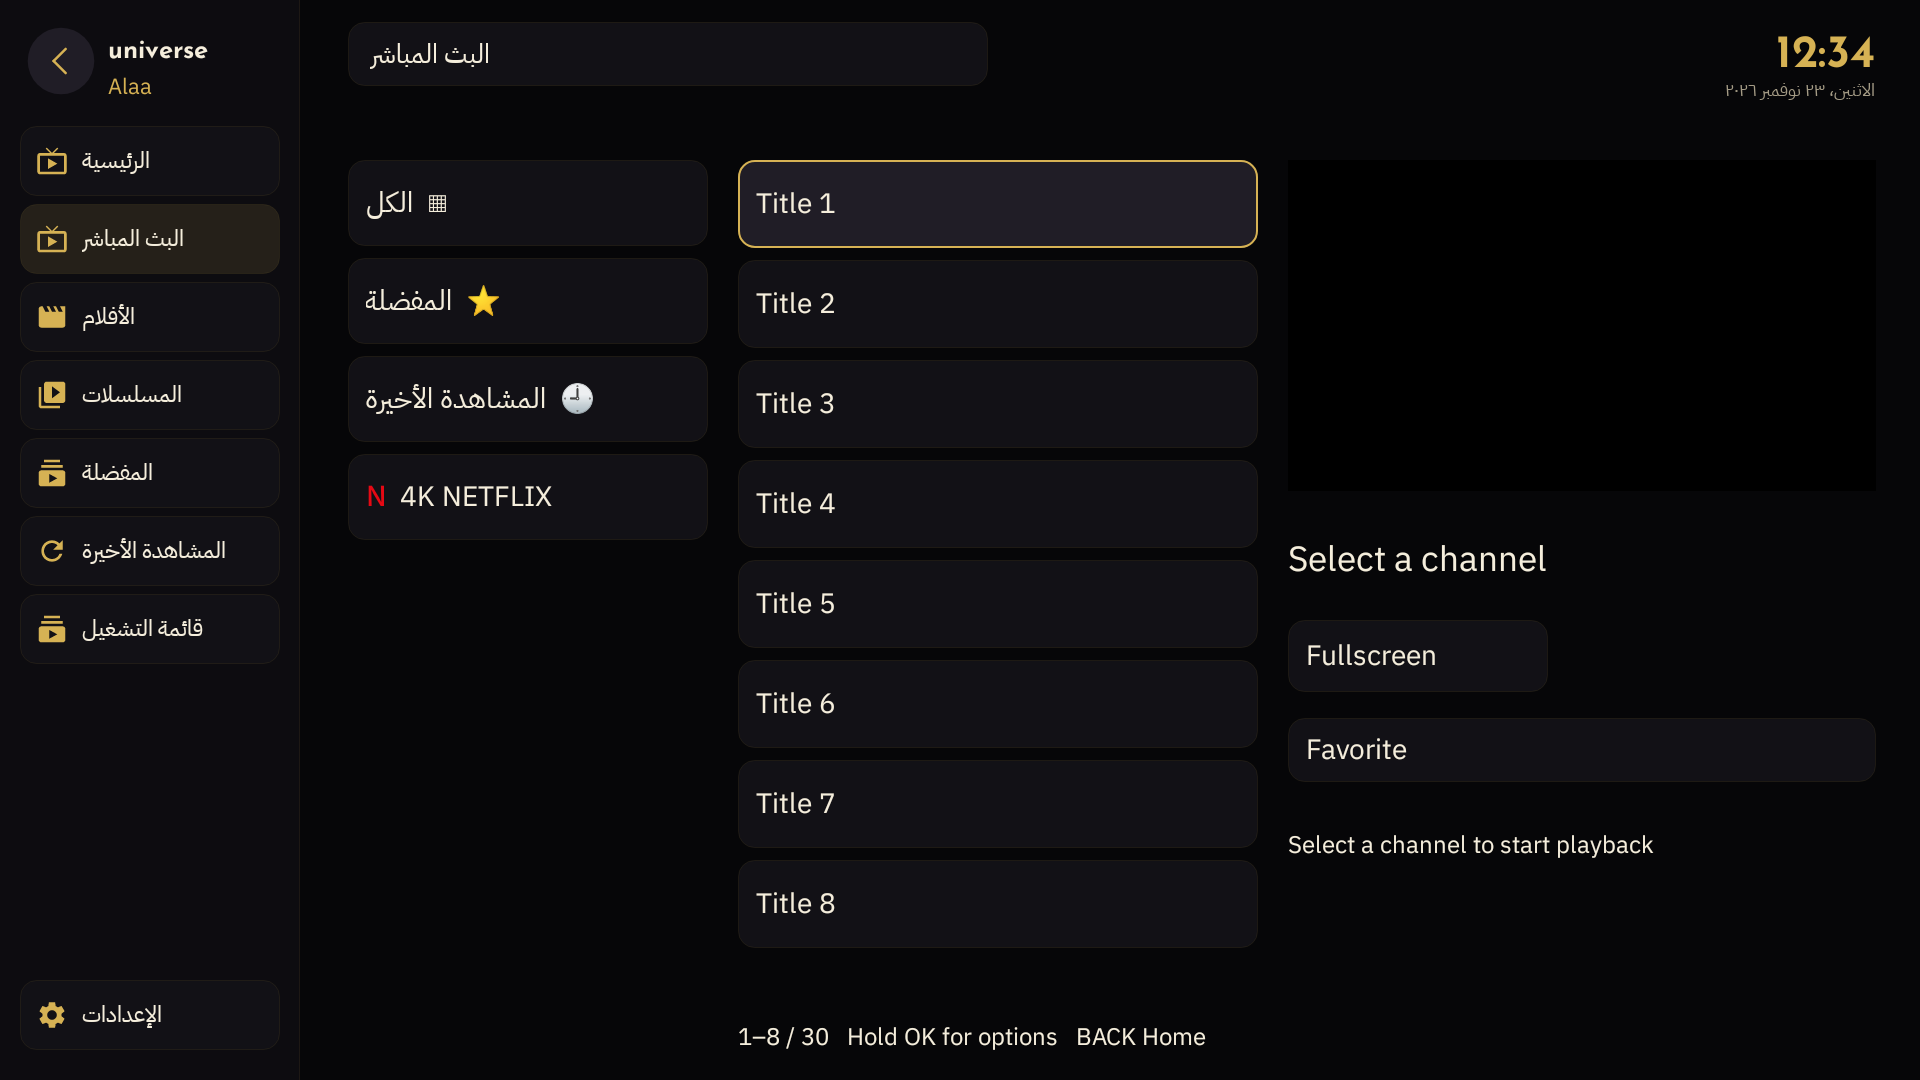 universe
Alaa
الرئيسية
البث المباشر
الأفلام
المسلسلات
المفضلة
المشاهدة الأخيرة
قائمة التشغيل
الإعدادات
البث المباشر
12:34
الاثنين، ٢٣ نوفمبر ٢٠٢٦
الكل
المفضلة
المشاهدة الأخيرة
N 4K NETFLIX
Title 1
Title 2
Title 3
Title 4
Title 5
Title 6
Title 7
Title 8
Select a channel
Fullscreen
Favorite
Select a channel to start playback
1–8 / 30 Hold OK for options BACK Home